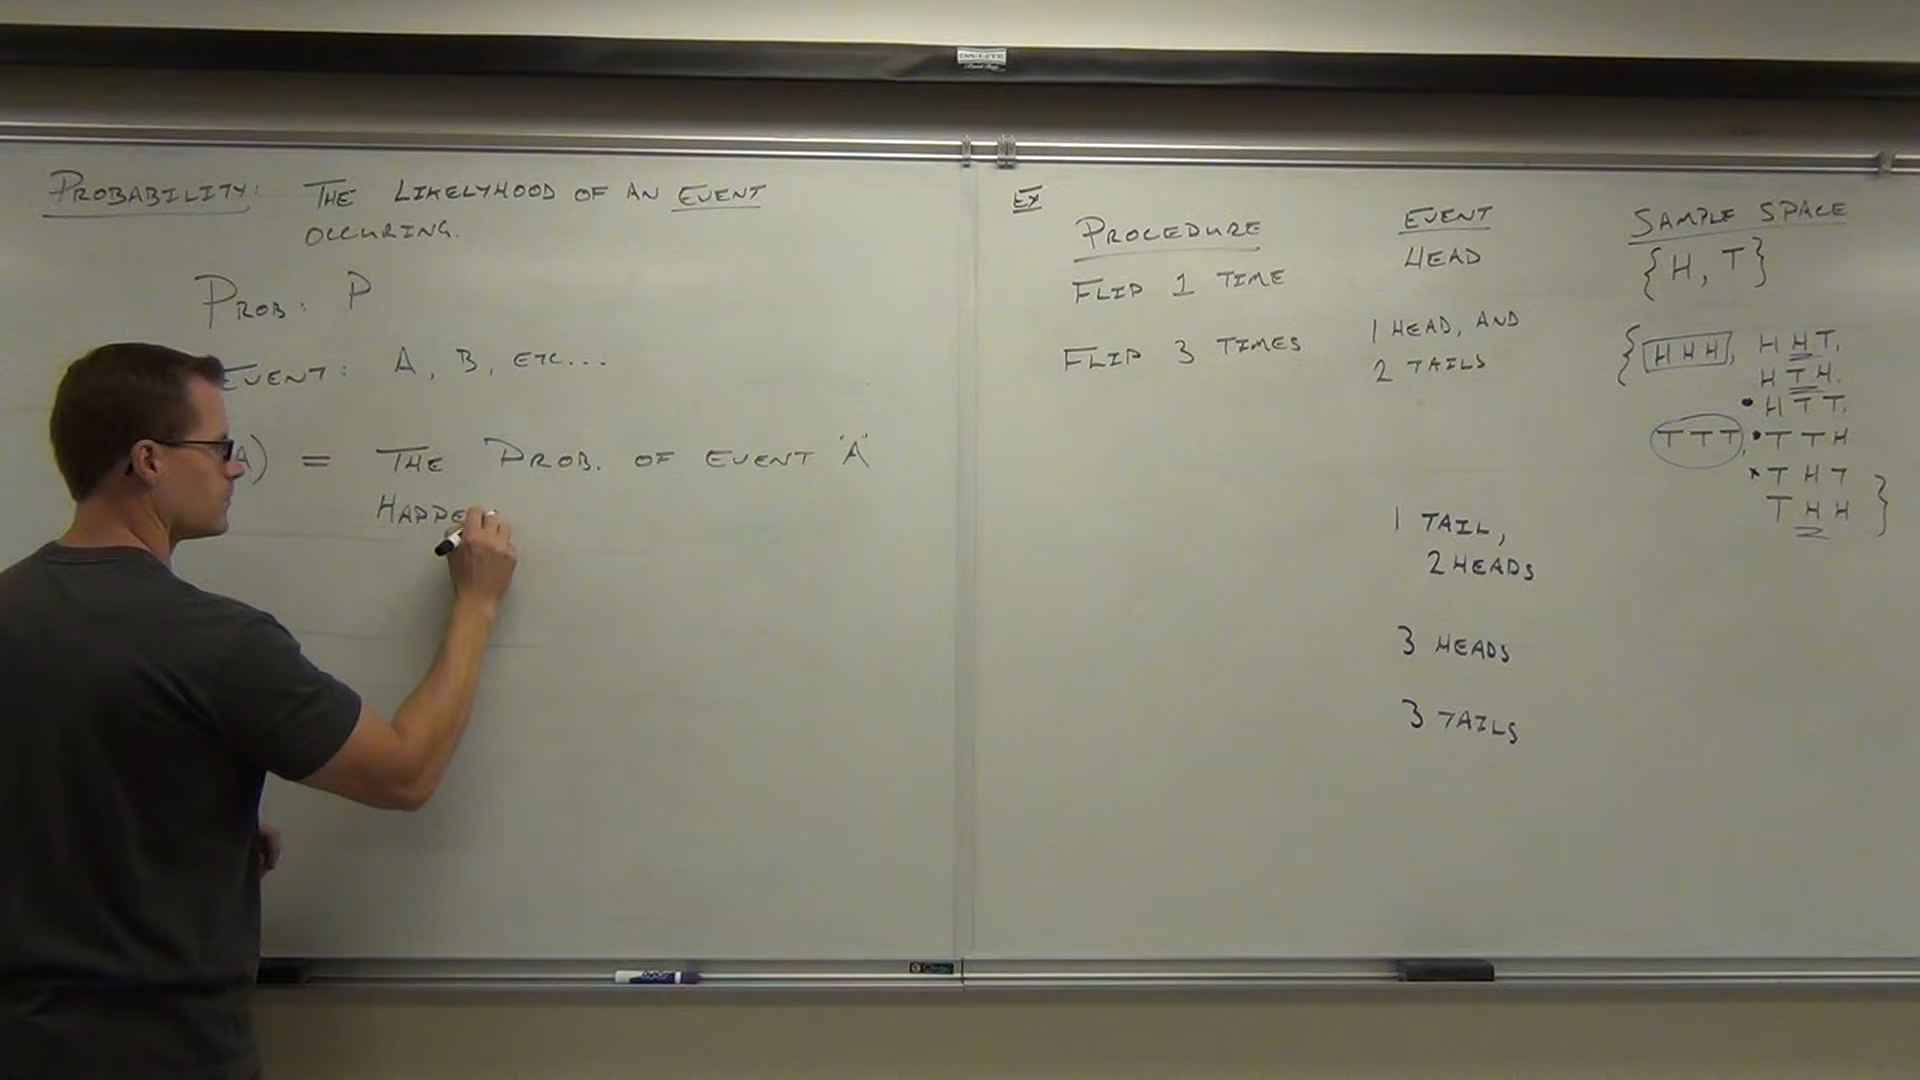 DA-LITE
PROBABILITY: THE LIKELYHOOD OF AN EVENT
OCCURING.
PROB: P
EVENT: A, B, ETC...
A) = THE PROB. OF EVENT "A"
HAPPE
EX
PROCEDURE
FLIP 1 TIME
FLIP 3 TIMES
EVENT
HEAD
1 HEAD, AND
2 TAILS
1 TAIL,
2 HEADS
3 HEADS
3 TAILS
SAMPLE SPACE
{H, T}
{HHH, HHT,
HTH.
• HTT,
TTT, • TTH
• THT
THH}